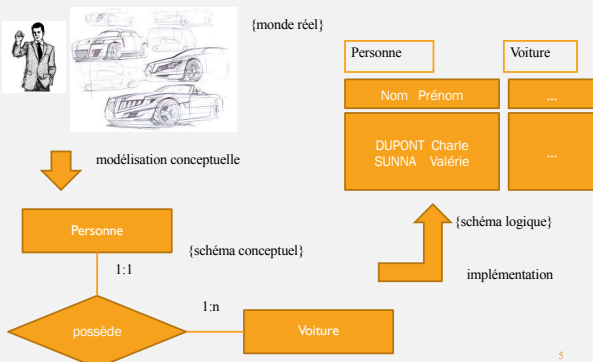 {monde réel}
Personne
Voiture
Nom Prénom
...
DUPONT Charle
SUNNA Valérie
...
modélisation conceptuelle
Personne
{schéma conceptuel}
1:1
{schéma logique}
implémentation
1:n
possède
Voiture
5